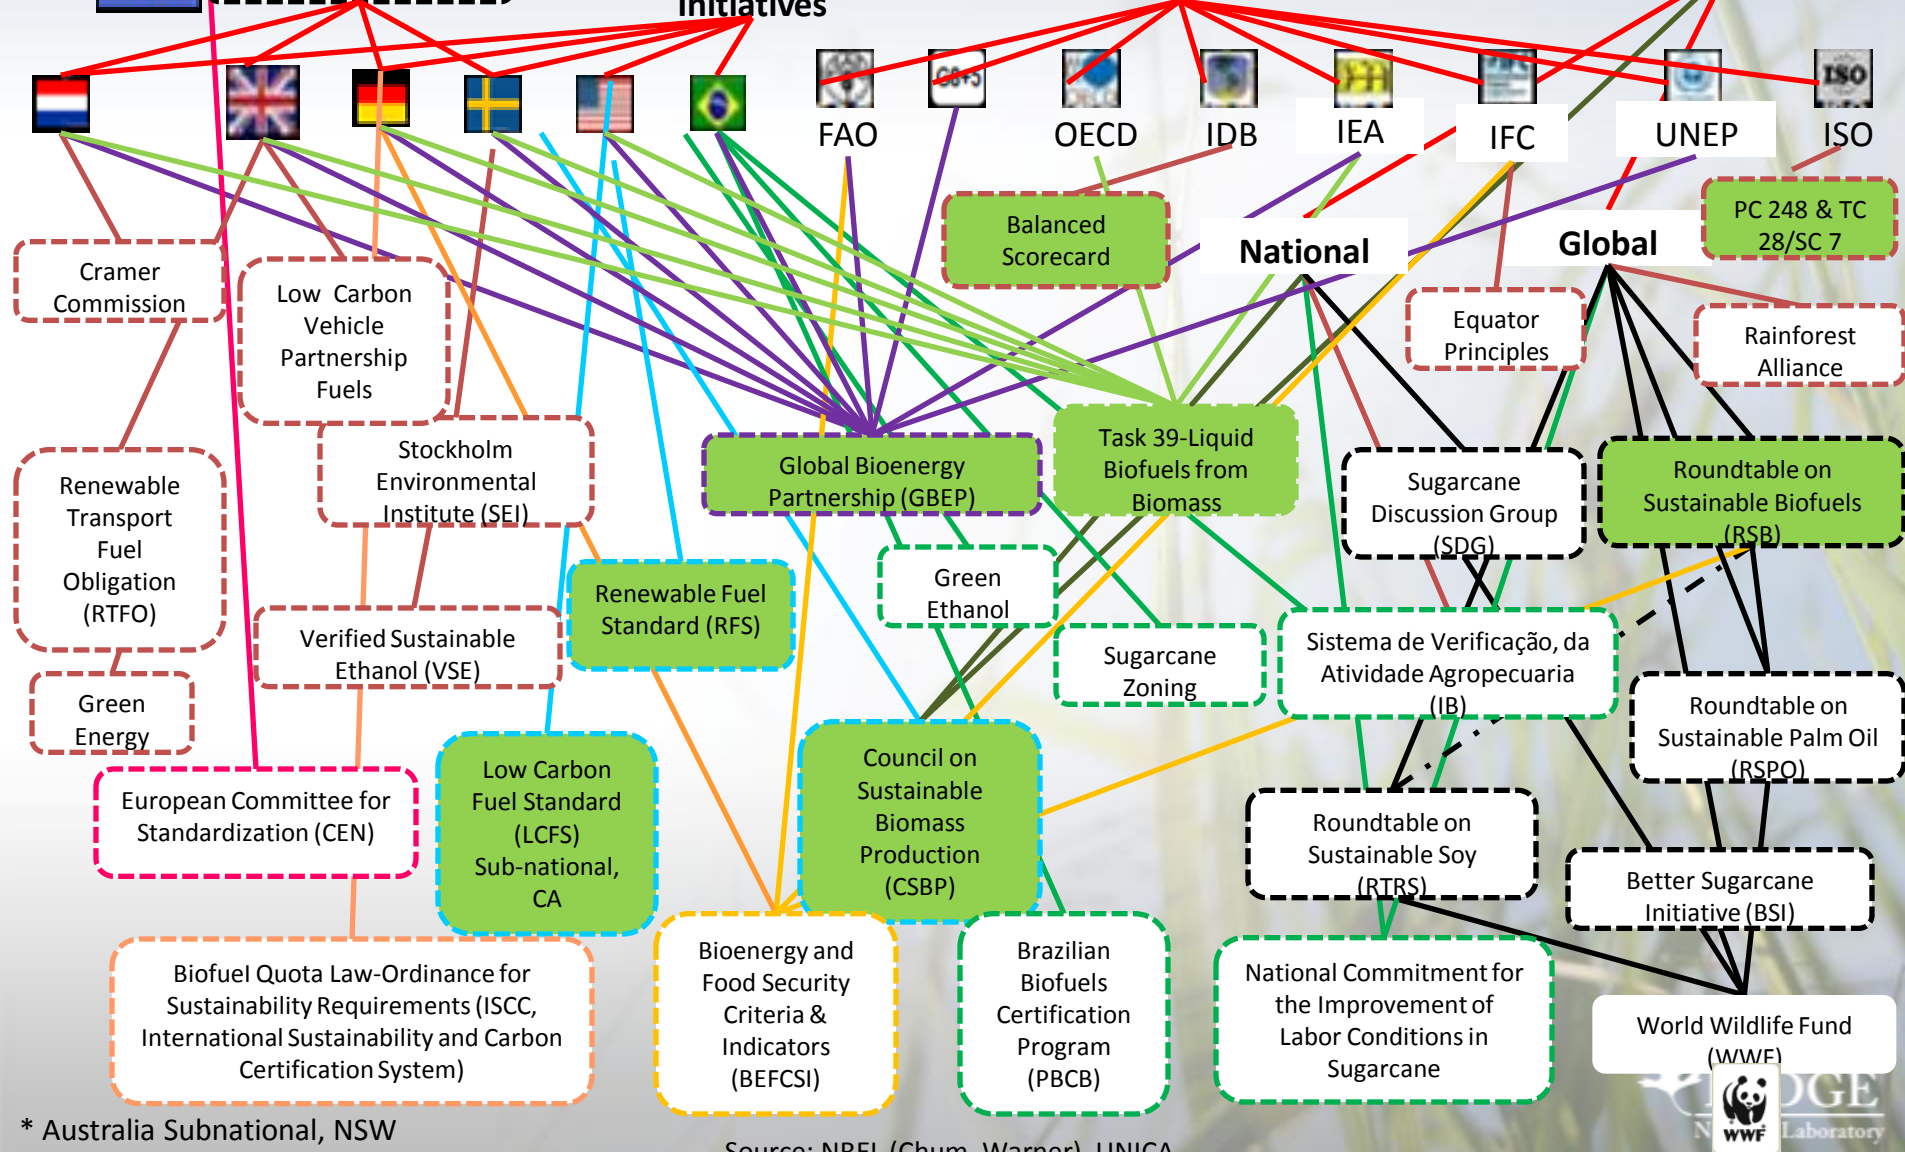 Initiatives
G8+5
ISO
FAO
OECD
IDB
IEA
IFC
UNEP
ISO
Balanced
Scorecard
PC 248 & TC
28/SC 7
National
Global
Cramer
Commission
Low Carbon
Vehicle
Partnership
Fuels
Equator
Principles
Rainforest
Alliance
Stockholm
Environmental
Institute (SEI)
Global Bioenergy
Partnership (GBEP)
Task 39-Liquid
Biofuels from
Biomass
Sugarcane
Discussion Group
(SDG)
Roundtable on
Sustainable Biofuels
(RSB)
Renewable
Transport
Fuel
Obligation
(RTFO)
Renewable Fuel
Standard (RFS)
Green
Ethanol
Verified Sustainable
Ethanol (VSE)
Sugarcane
Zoning
Sistema de Verificação, da
Atividade Agropecuaria
(IB)
Green
Energy
Roundtable on
Sustainable Palm Oil
(RSPO)
European Committee for
Standardization (CEN)
Low Carbon
Fuel Standard
(LCFS)
Sub-national,
CA
Council on
Sustainable
Biomass
Production
(CSBP)
Roundtable on
Sustainable Soy
(RTRS)
Better Sugarcane
Initiative (BSI)
Biofuel Quota Law-Ordinance for
Sustainability Requirements (ISCC,
International Sustainability and Carbon
Certification System)
Bioenergy and
Food Security
Criteria &
Indicators
(BEFCSI)
Brazilian
Biofuels
Certification
Program
(PBCB)
National Commitment for
the Improvement of
Labor Conditions in
Sugarcane
World Wildlife Fund
(WWF)
WWF
Laboratory
* Australia Subnational, NSW
Source: NREL (Chum, Warner), UNICA